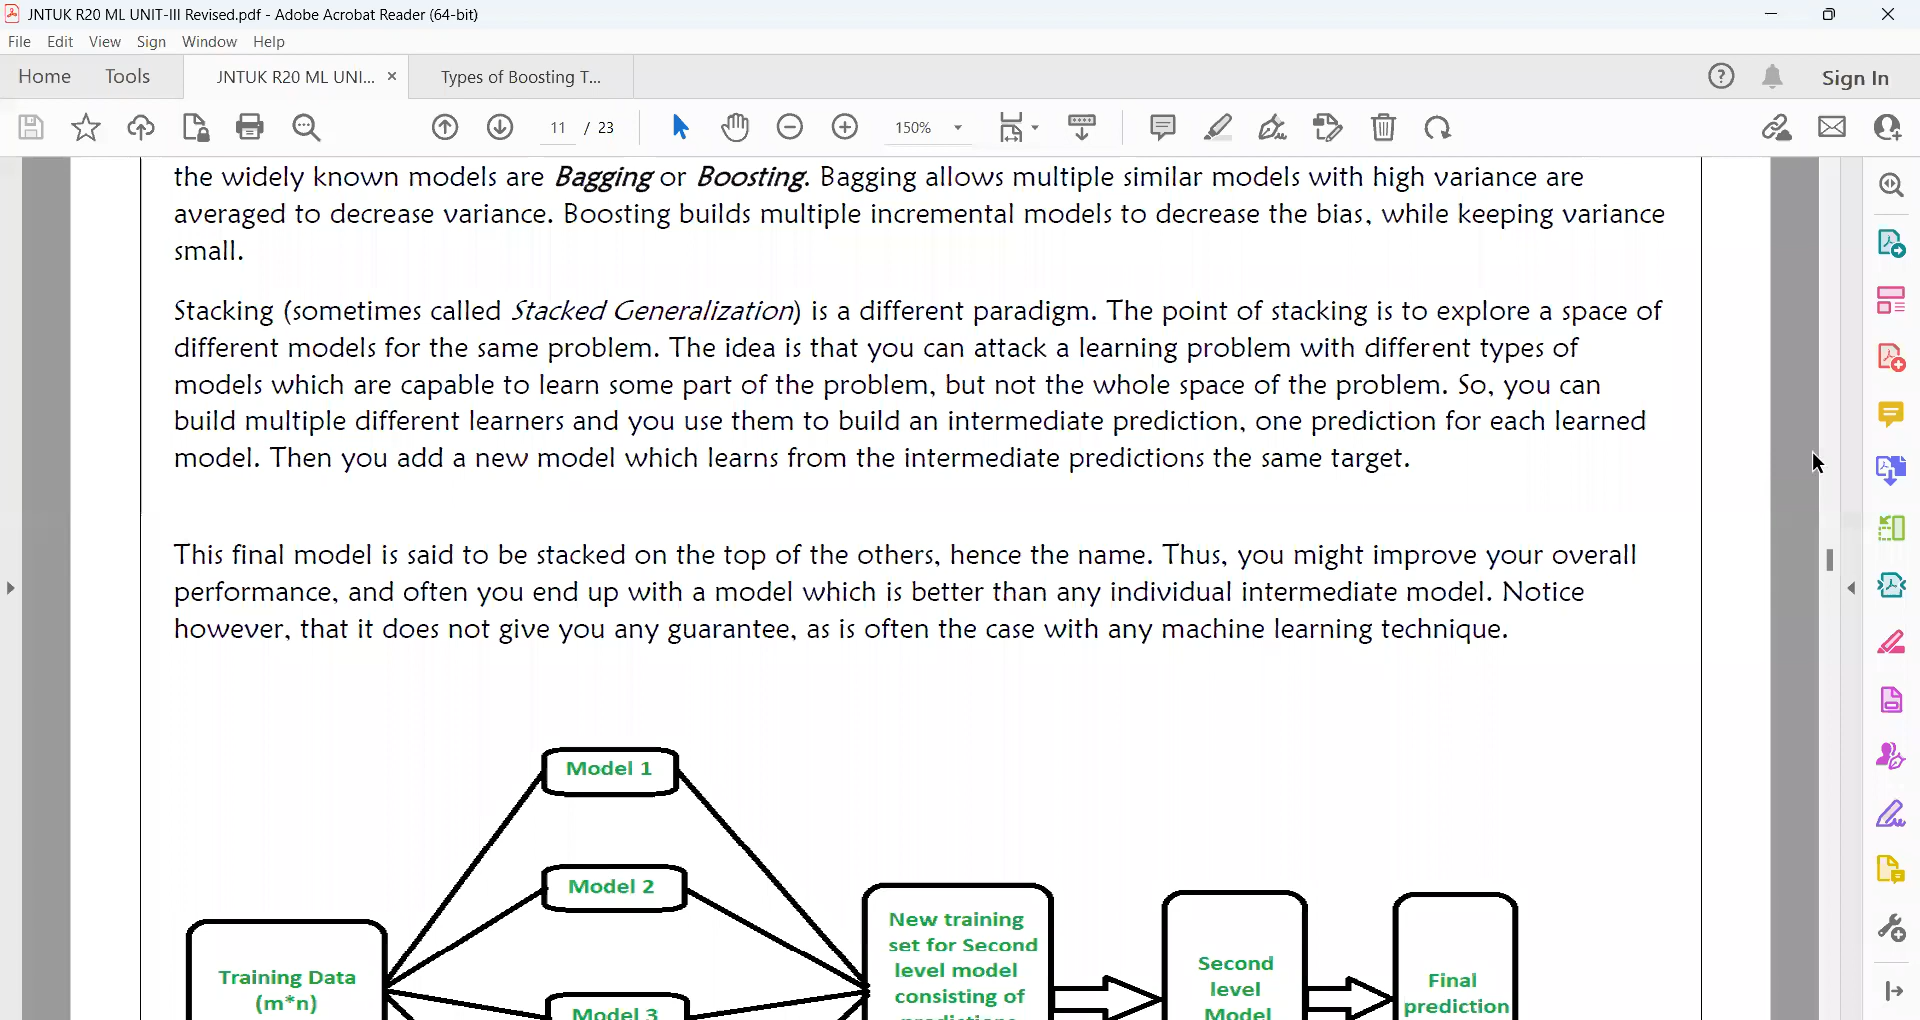 JNTUK R20 ML UNIT-III Revised.pdf - Adobe Acrobat Reader (64-bit)
File Edit View Sign Window Help
Home Tools JNTUK R20 ML UNI... × Types of Boosting T... Sign In
11 / 23 150%
the widely known models are Bagging or Boosting. Bagging allows multiple similar models with high variance are
averaged to decrease variance. Boosting builds multiple incremental models to decrease the bias, while keeping variance
small.
Stacking (sometimes called Stacked Generalization) is a different paradigm. The point of stacking is to explore a space of
different models for the same problem. The idea is that you can attack a learning problem with different types of
models which are capable to learn some part of the problem, but not the whole space of the problem. So, you can
build multiple different learners and you use them to build an intermediate prediction, one prediction for each learned
model. Then you add a new model which learns from the intermediate predictions the same target.
This final model is said to be stacked on the top of the others, hence the name. Thus, you might improve your overall
performance, and often you end up with a model which is better than any individual intermediate model. Notice
however, that it does not give you any guarantee, as is often the case with any machine learning technique.
Model 1
Model 2
Model 3
Training Data
(m*n)
New training
set for Second
level model
consisting of
Second
level
Model
Final
prediction